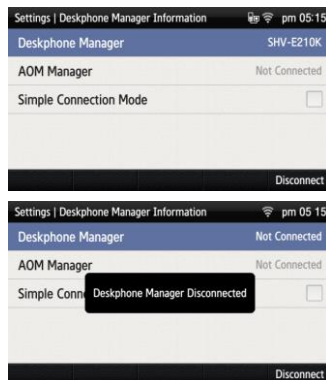 Settings | Deskphone Manager Information pm 05:15
Deskphone Manager SHV-E210K
AOM Manager Not Connected
Simple Connection Mode
Disconnect
Settings | Deskphone Manager Information pm 05 15
Deskphone Manager Not Connected
AOM Manager Not Connected
Simple Conn Deskphone Manager Disconnected
Disconnect